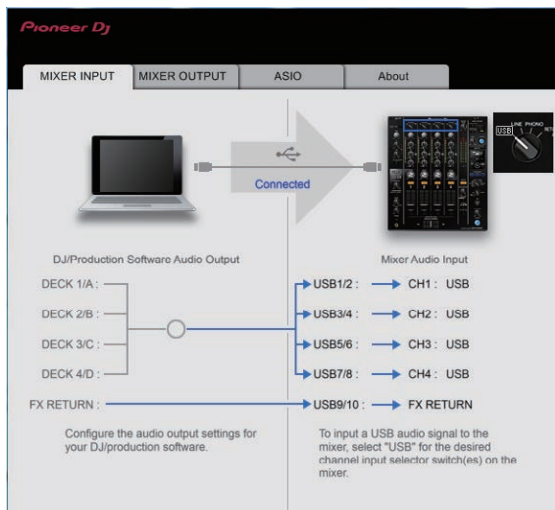 Pioneer Dj
MIXER INPUT MIXER OUTPUT ASIO About
USB LINE PHONO
Connected
DJ/Production Software Audio Output Mixer Audio Input
DECK 1/A : USB1/2 : CH1 : USB
DECK 2/B : USB3/4 : CH2 : USB
DECK 3/C : USB5/6 : CH3 : USB
DECK 4/D : USB7/8 : CH4 : USB
FX RETURN : USB9/10 : FX RETURN
Configure the audio output settings for
your DJ/production software.
To input a USB audio signal to the
mixer, select "USB" for the desired
channel input selector switch(es) on the
mixer.